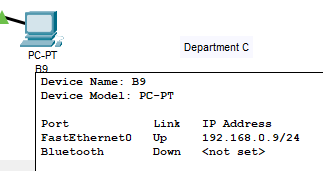 PC-PT
B9
Department C
Device Name: B9
Device Model: PC-PT
Port Link IP Address
FastEthernet0 Up 192.168.0.9/24
Bluetooth Down <not set>